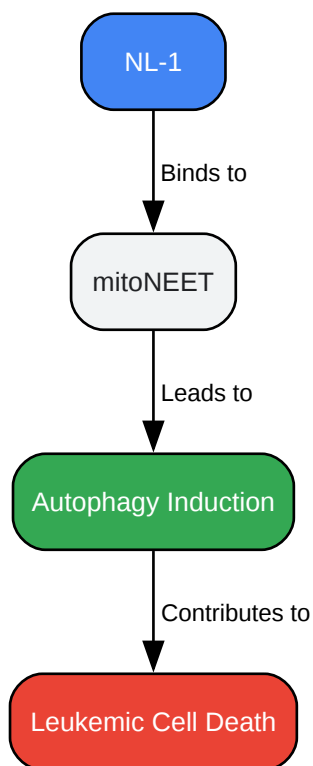 NL-1
Binds to
mitoNEET
Leads to
Autophagy Induction
Contributes to
Leukemic Cell Death